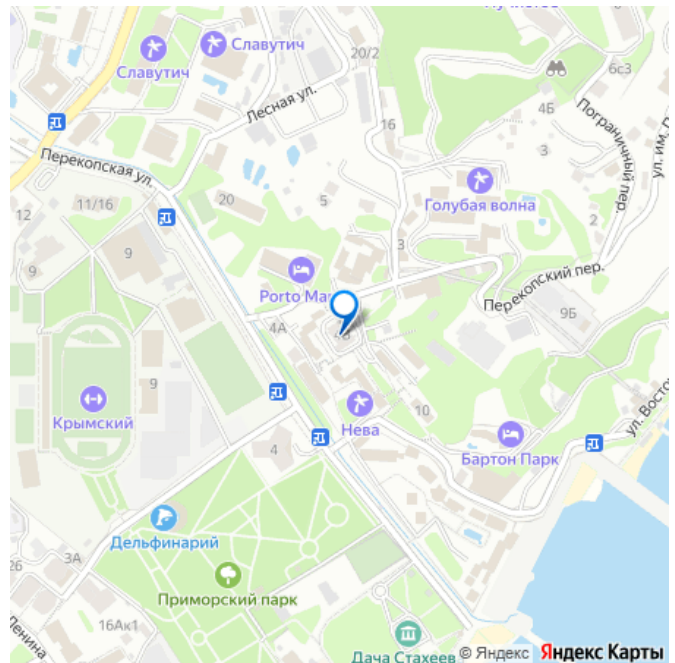 Славутич
Славутич
20/2
6с3
Лесная ул.
4Б
Пограничный пер.
16
Перекопская ул.
3
ул. им.
5
20
11/16
12
Голубая волна
2
9
9
3
Porto Ma
Перекопский пер.
4А
9Б
9
Крымский
Нева
10
ул. Восто
4
Бартон Парк
Дельфинарий
3А
26
Приморский парк
16Ак1
Ленина
Дача Стахеев
© Яндекс Яндекс Карты